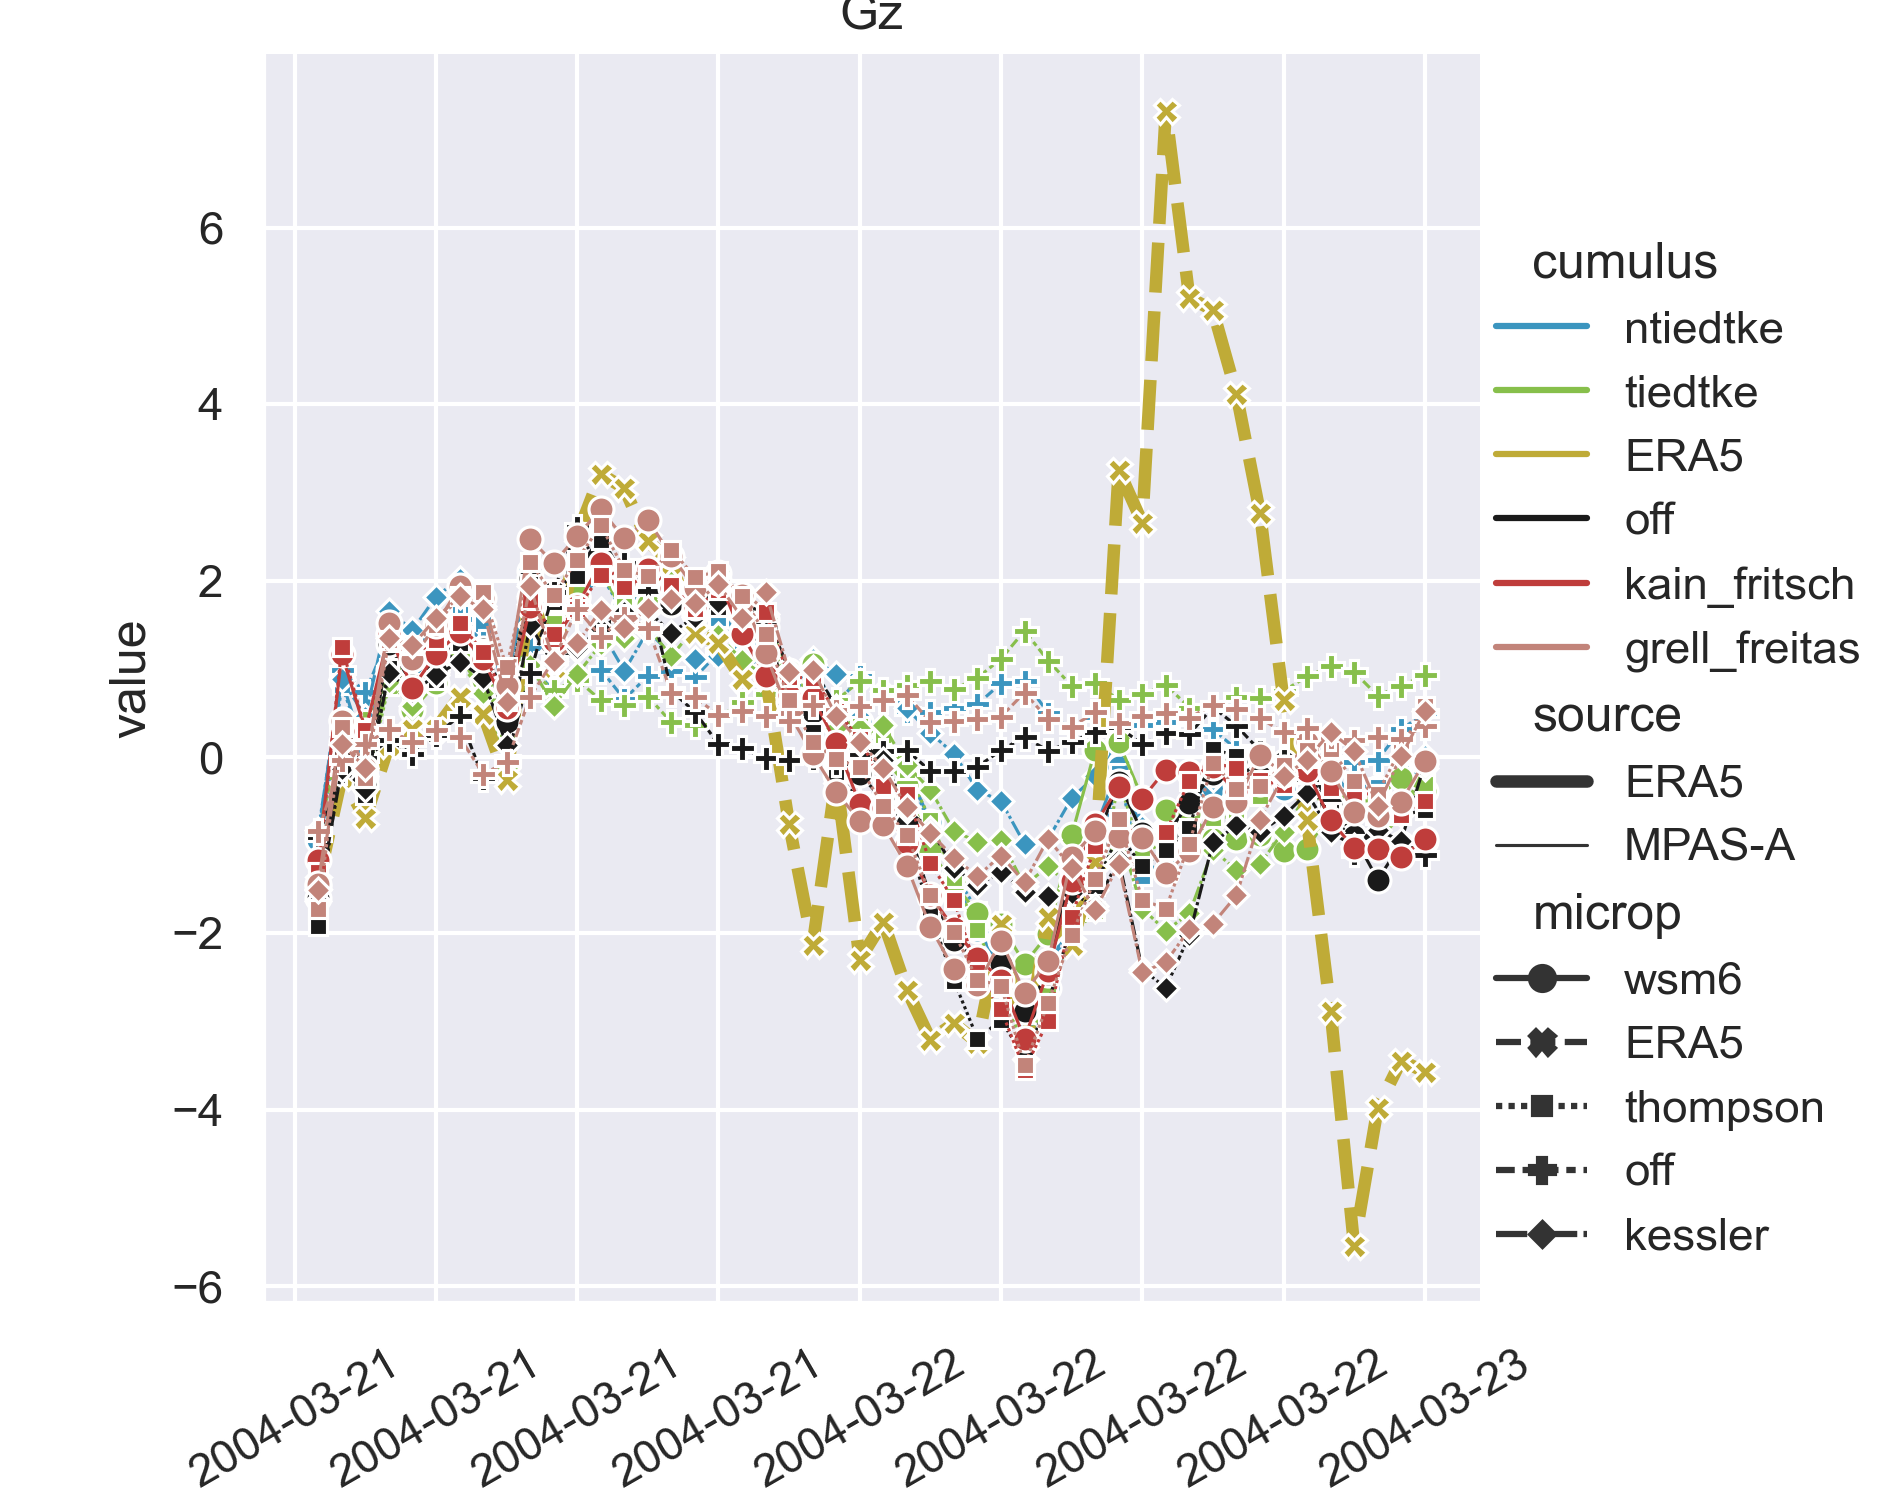 Gz
value
6
4
2
0
−2
−4
−6
2004-03-21
2004-03-21
2004-03-21
2004-03-21
2004-03-22
2004-03-22
2004-03-22
2004-03-22
2004-03-23
cumulus
ntiedtke
tiedtke
ERA5
off
kain_fritsch
grell_freitas
source
ERA5
MPAS-A
microp
wsm6
ERA5
thompson
off
kessler